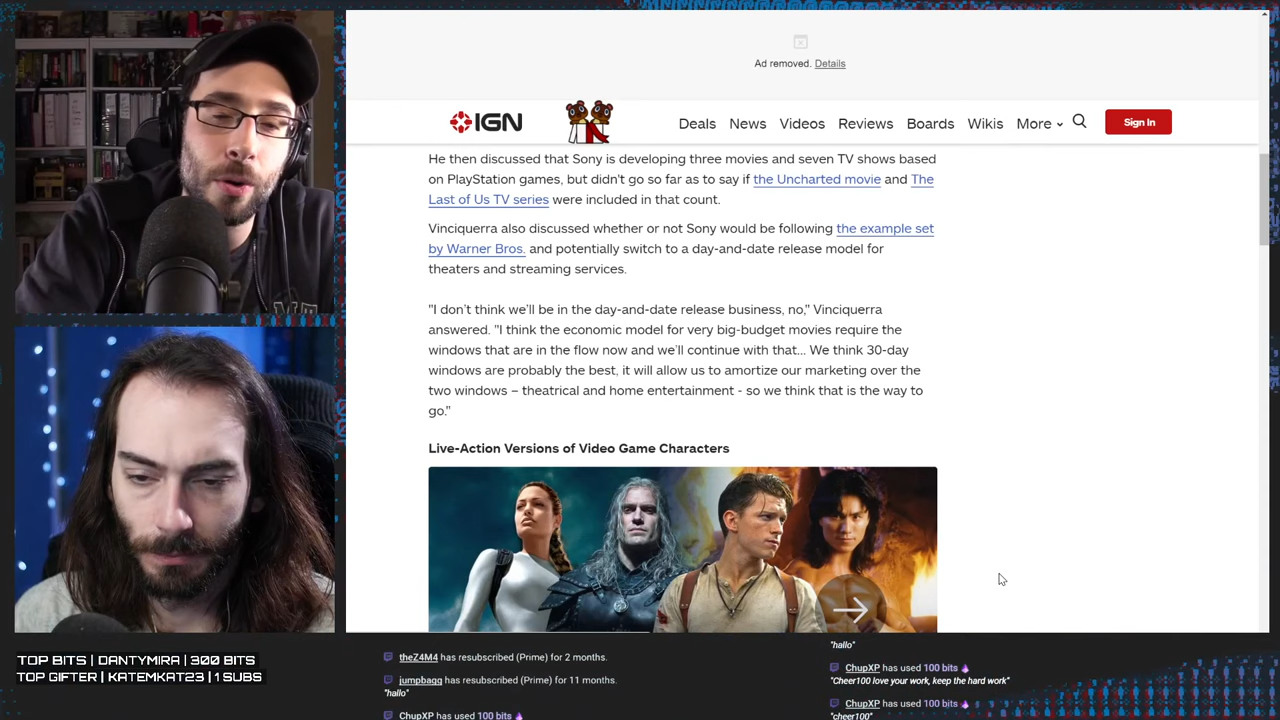 Ad removed. Details
IGN
Deals News Videos Reviews Boards Wikis More Sign In
He then discussed that Sony is developing three movies and seven TV shows based
on PlayStation games, but didn't go so far as to say if the Uncharted movie and The
Last of Us TV series were included in that count.
Vinciquerra also discussed whether or not Sony would be following the example set
by Warner Bros. and potentially switch to a day-and-date release model for
theaters and streaming services.
"I don't think we'll be in the day-and-date release business, no," Vinciquerra
answered. "I think the economic model for very big-budget movies require the
windows that are in the flow now and we'll continue with that... We think 30-day
windows are probably the best, it will allow us to amortize our marketing over the
two windows – theatrical and home entertainment - so we think that is the way to
go."
Live-Action Versions of Video Game Characters
TOP BITS | DANTYMIRA | 300 BITS
TOP GIFTER | KATEMKAT23 | 1 SUBS
theZ4M4 has resubscribed (Prime) for 2 months.
jumpbagg has resubscribed (Prime) for 11 months.
"hallo"
ChupXP has used 100 bits
"hallo"
ChupXP has used 100 bits
"Cheer100 love your work, keep the hard work"
ChupXP has used 100 bits
"cheer100"